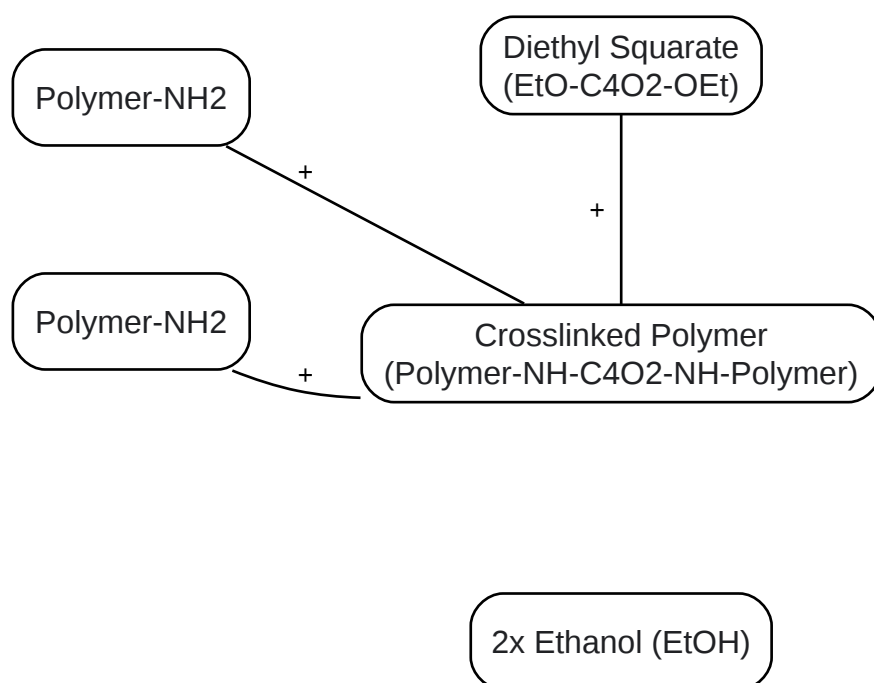 Diethyl Squarate
(EtO-C4O2-OEt)
Polymer-NH2
+
+
Polymer-NH2
Crosslinked Polymer
(Polymer-NH-C4O2-NH-Polymer)
+
2x Ethanol (EtOH)